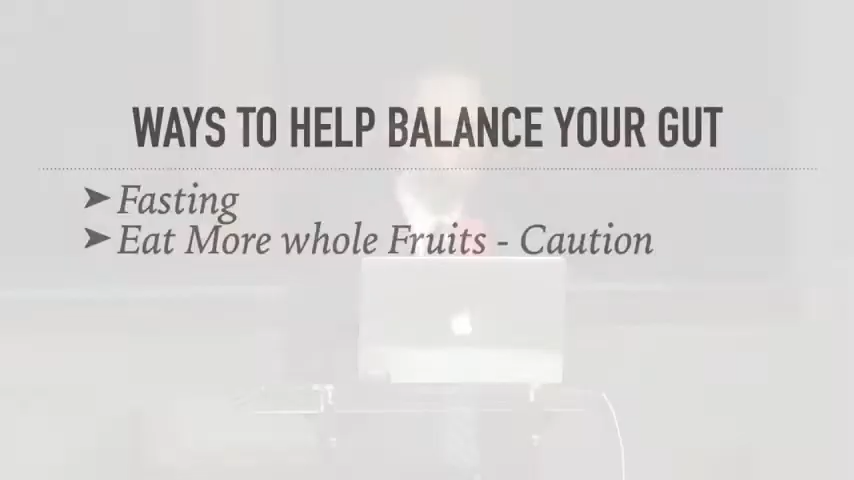 WAYS TO HELP BALANCE YOUR GUT
➤ Fasting
➤ Eat More whole Fruits - Caution